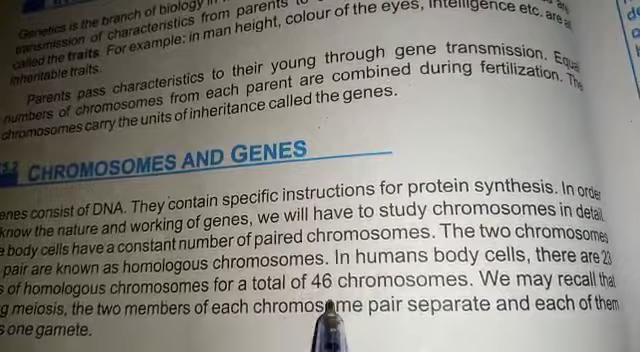 Genetics is the branch of biology in
transmission of characteristics from parents to
called the traits. For example: in man height, colour of the eyes, intelligence etc. are
inheritable traits.
Parents pass characteristics to their young through gene transmission.
numbers of chromosomes from each parent are combined during fertilization. The
chromosomes carry the units of inheritance called the genes.
5.2 CHROMOSOMES AND GENES
enes consist of DNA. They contain specific instructions for protein synthesis. In order
know the nature and working of genes, we will have to study chromosomes in detail.
body cells have a constant number of paired chromosomes. The two chromosomes
pair are known as homologous chromosomes. In humans body cells, there are 23
s of homologous chromosomes for a total of 46 chromosomes. We may recall that
g meiosis, the two members of each chromosome pair separate and each of them
s one gamete.